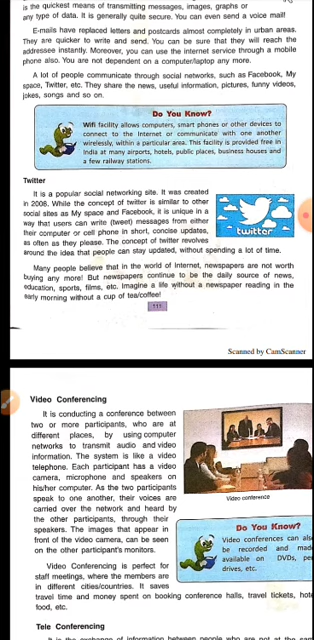 is the quickest means of transmitting messages, images, graphs or
any type of data. It is generally quite secure. You can even send a voice mail!
E-mails have replaced letters and postcards almost completely in urban areas.
They are quicker to write and send. You can be sure that they will reach the
addressee instantly. Moreover, you can use the internet service through a mobile
phone also. You are not dependent on a computer/laptop any more.
A lot of people communicate through social networks, such as Facebook, My
space, Twitter, etc. They share the news, useful information, pictures, funny videos,
jokes, songs and so on.
Do You Know?
Wifi facility allows computers, smart phones or other devices to
connect to the Internet or communicate with one another
wirelessly, within a particular area. This facility is provided free in
India at many airports, hotels, public places, business houses and
a few railway stations.
Twitter
It is a popular social networking site. It was created
in 2008. While the concept of twitter is similar to other
social sites as My space and Facebook, it is unique in a
way that users can write (tweet) messages from either
their computer or cell phone in short, concise updates,
as often as they please. The concept of twitter revolves
around the idea that people can stay updated, without spending a lot of time.
twitter
Many people believe that in the world of Internet, newspapers are not worth
buying any more! But newspapers continue to be the daily source of news,
education, sports, films, etc. Imagine a life without a newspaper reading in the
early morning without a cup of tea/coffee!
111
Scanned by CamScanner
Video Conferencing
It is conducting a conference between
two or more participants, who are at
different places, by using computer
networks to transmit audio and video
information. The system is like a video
telephone. Each participant has a video
camera, microphone and speakers on
his/her computer. As the two participants
speak to one another, their voices are
carried over the network and heard by
the other participants, through their
speakers. The images that appear in
front of the video camera, can be seen
on the other participant's monitors.
Video conference
Do You Know?
Video conferences can als
be recorded and mad
available on DVDs, pe
drives, etc.
Video Conferencing is perfect for
staff meetings, where the members are
in different cities/countries. It saves
travel time and money spent on booking conference halls, travel tickets, hot
food, etc.
Tele Conferencing